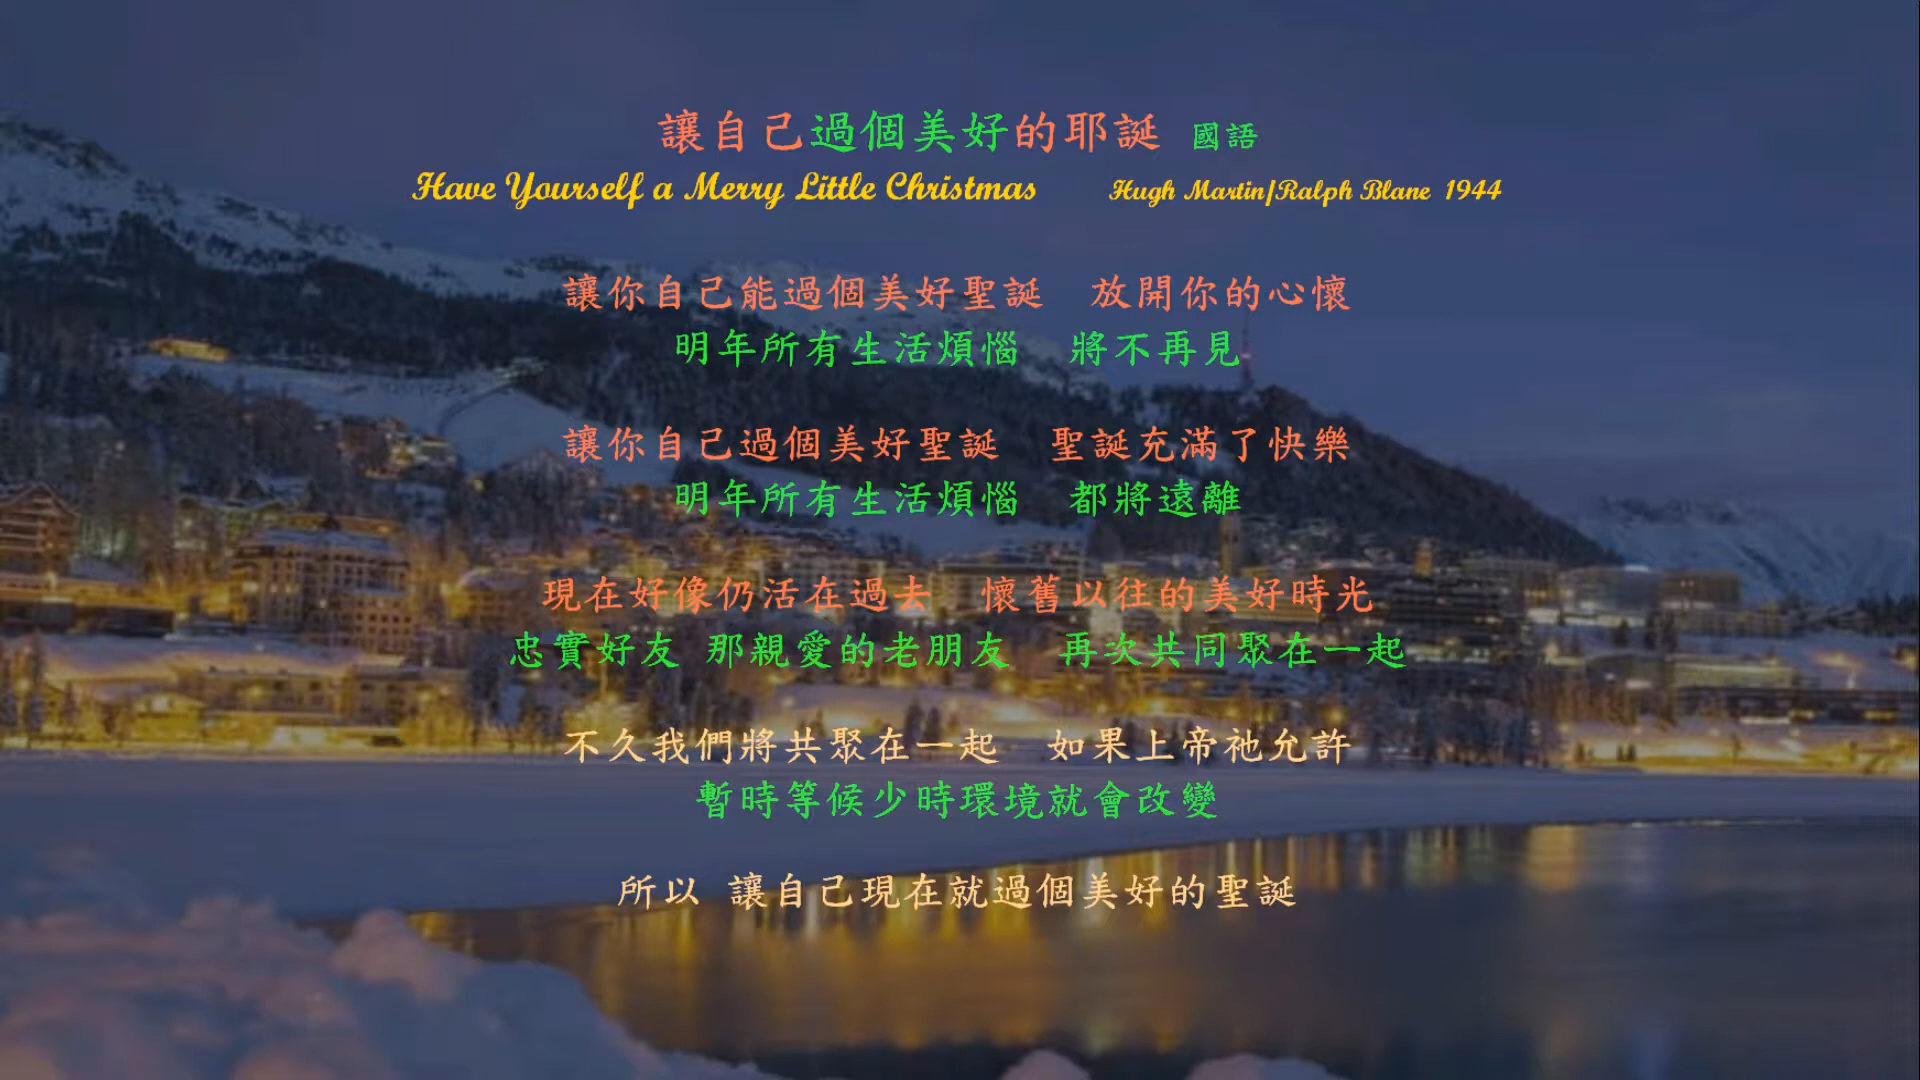 讓自己過個美好的耶誕 國語
Have Yourself a Merry Little Christmas Hugh Martin/Ralph Blane 1944
讓你自己能過個美好聖誕 放開你的心懷
明年所有生活煩惱 將不再見
讓你自己過個美好聖誕 聖誕充滿了快樂
明年所有生活煩惱 都將遠離
現在好像仍活在過去 懷舊以往的美好時光
忠實好友 那親愛的老朋友 再次共同聚在一起
不久我們將共聚在一起 如果上帝祂允許
暫時等候少時環境就會改變
所以 讓自己現在就過個美好的聖誕